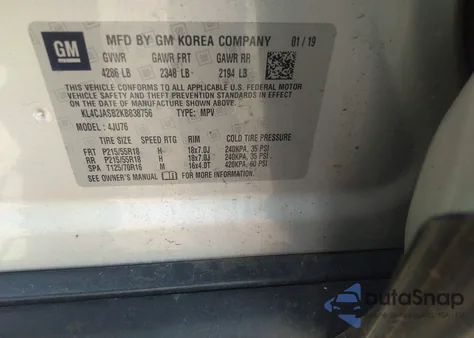 GM MFD BY GM KOREA COMPANY 01/19
GVWR GAWR FRT GAWR RR
4286 LB 2348 LB 2194 LB
THIS VEHICLE CONFORMS TO ALL APPLICABLE U.S. FEDERAL MOTOR
VEHICLE SAFETY, BUMPER, AND THEFT PREVENTION STANDARDS IN
EFFECT ON THE DATE OF MANUFACTURE SHOWN ABOVE.
KL4CJASB2KB838756 TYPE: MPV
MODEL: 4JU76
TIRE SIZE SPEED RTG RIM COLD TIRE PRESSURE
FRT P215/55R18 H 18x7.0J 240KPA, 35 PSI
RR P215/55R18 H 18x7.0J 240KPA, 35 PSI
SPA T125/70R16 M 16x4.0T 420KPA, 60 PSI
SEE OWNER'S MANUAL FOR MORE INFORMATION
autoSnap